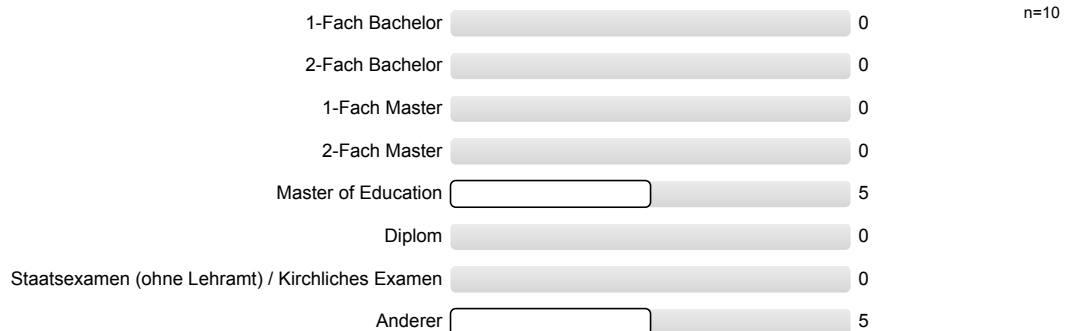 n=10
1-Fach Bachelor 0
2-Fach Bachelor 0
1-Fach Master 0
2-Fach Master 0
Master of Education 5
Diplom 0
Staatsexamen (ohne Lehramt) / Kirchliches Examen 0
Anderer 5